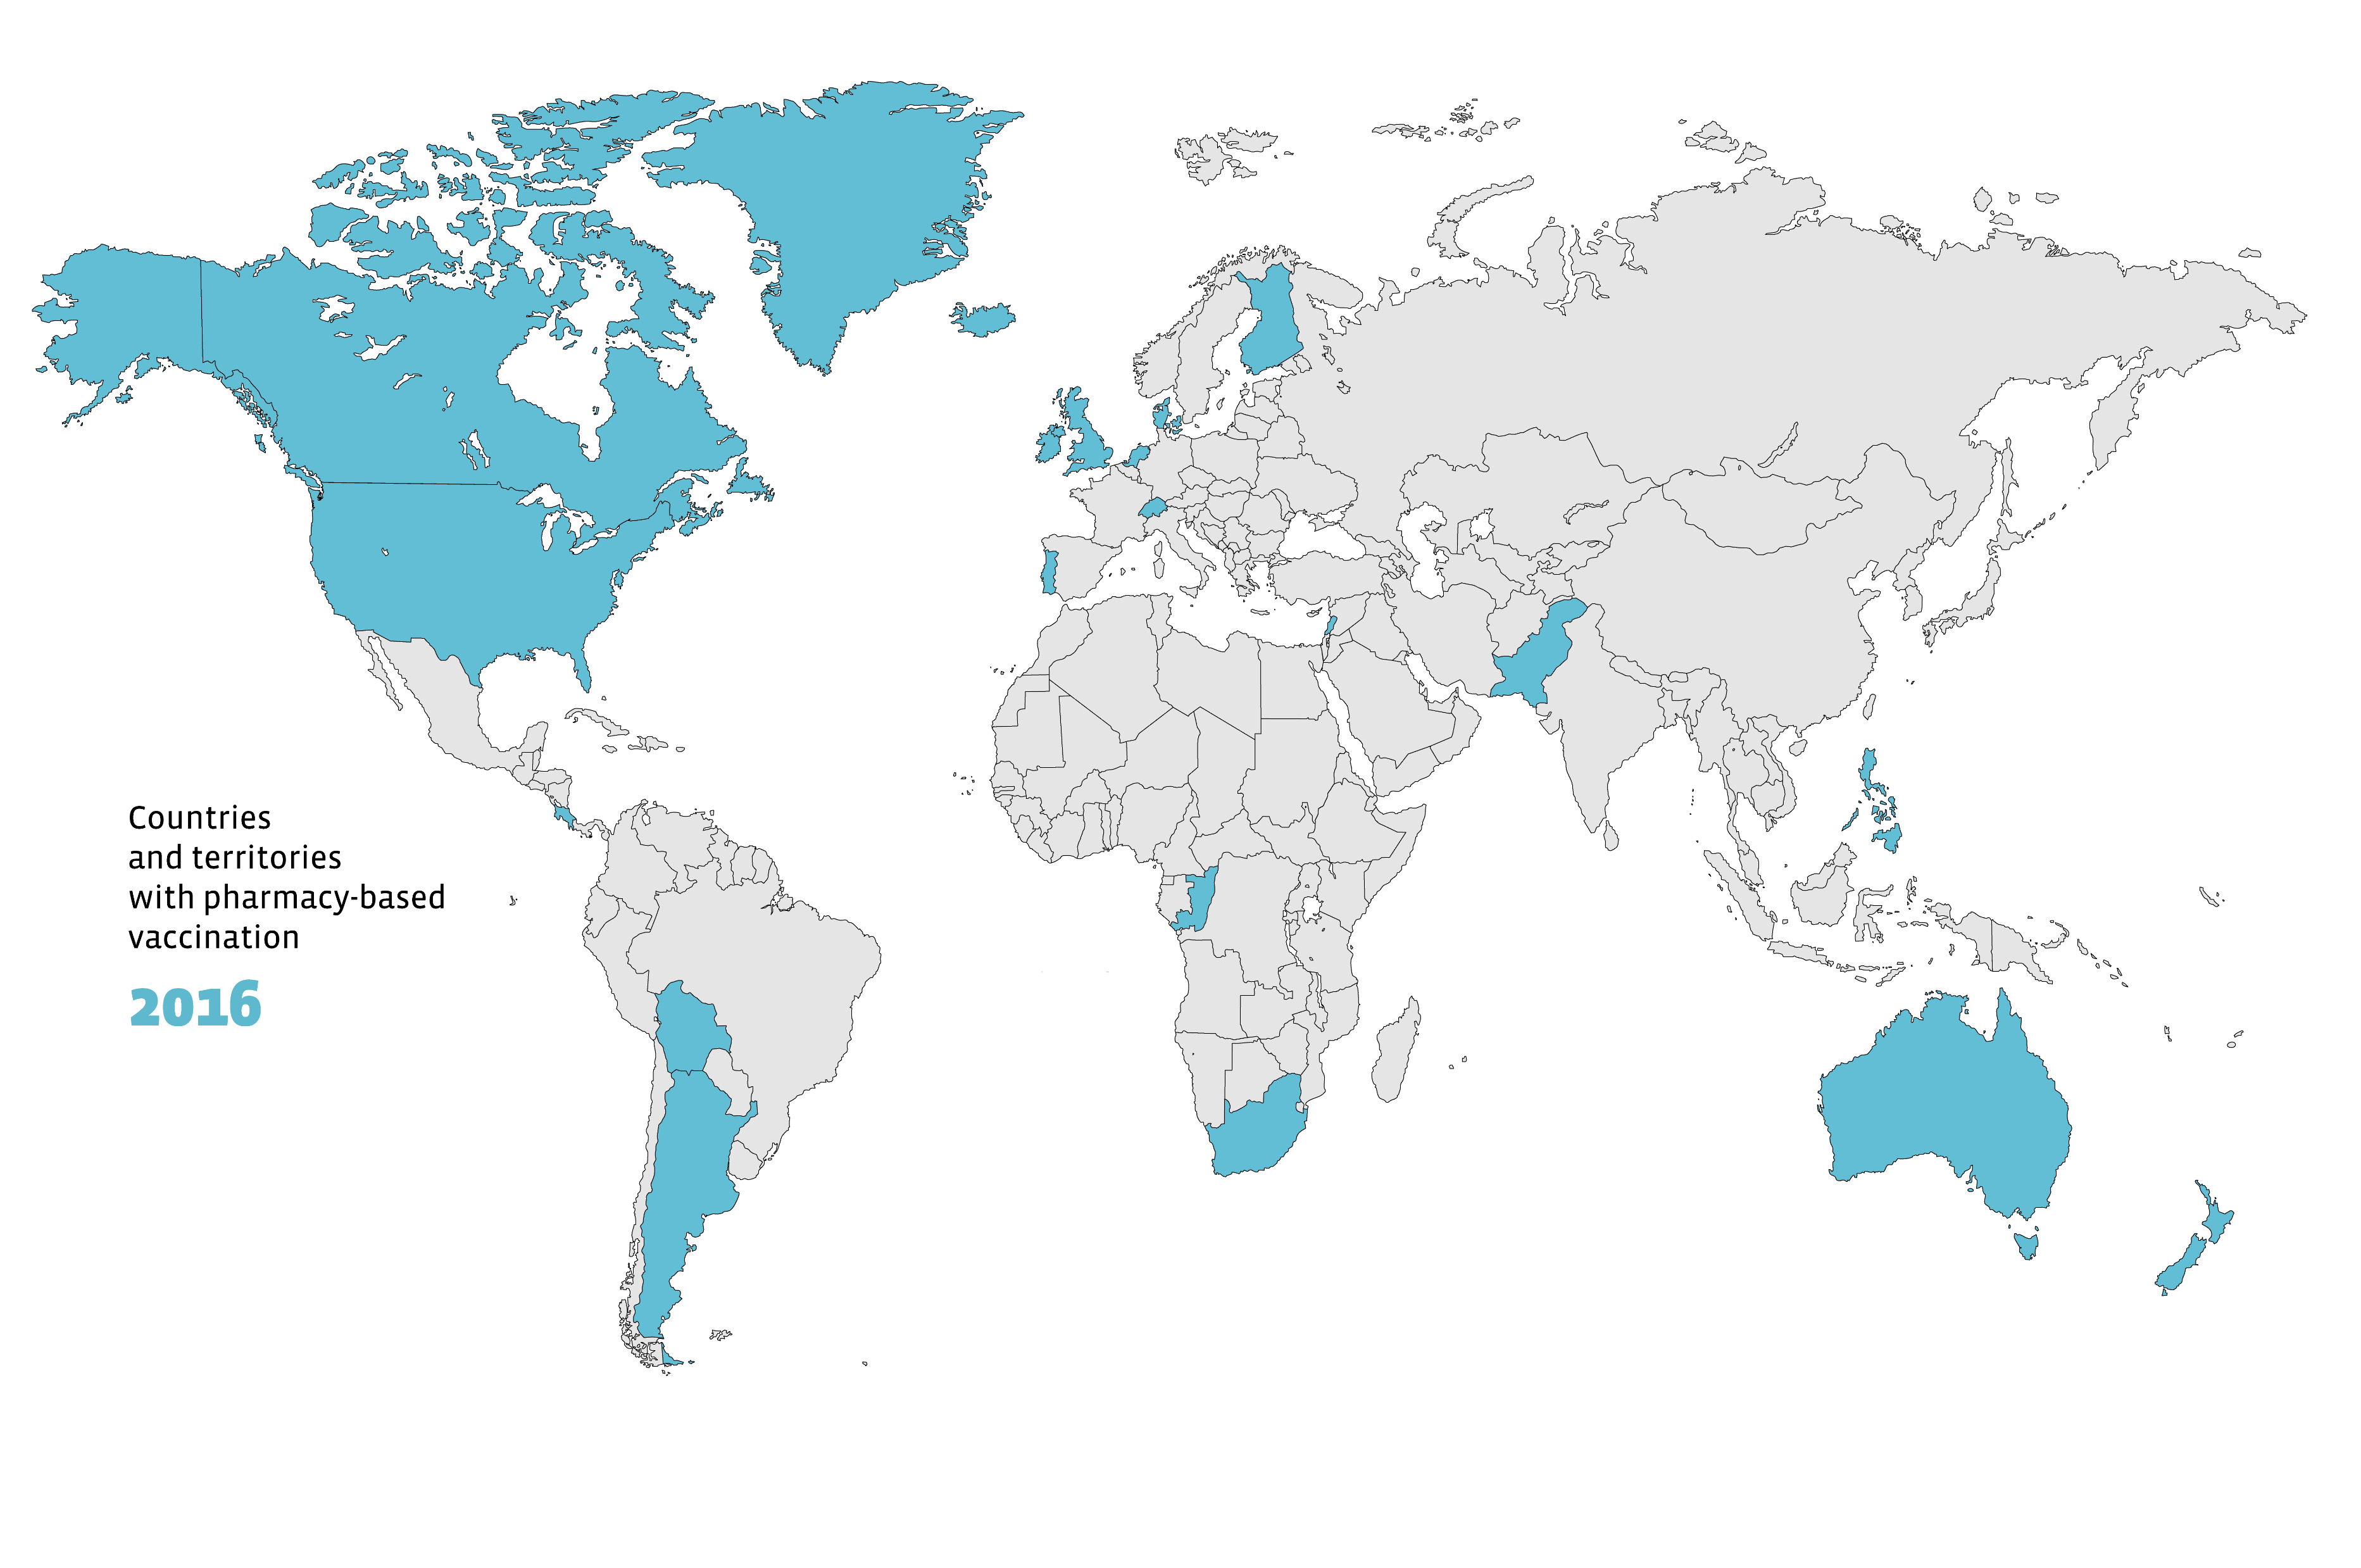 Countries
and territories
with pharmacy-based
vaccination
2016